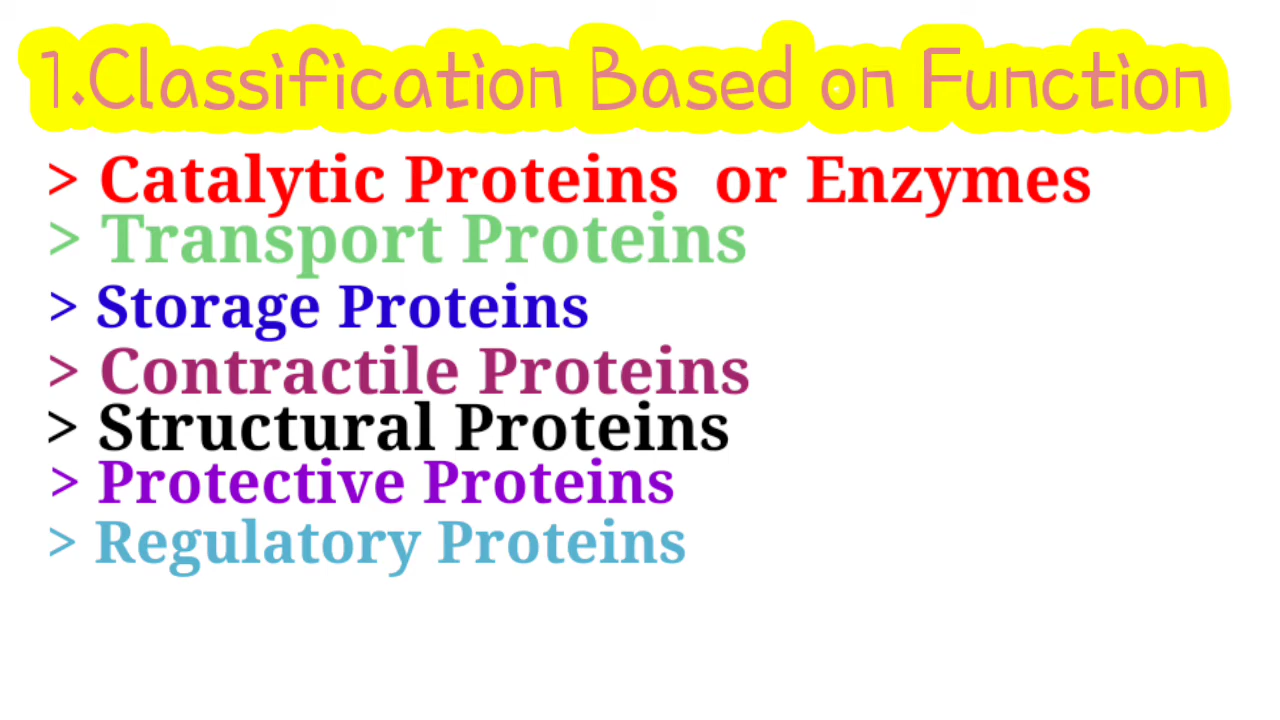 1.Classification Based on Function
> Catalytic Proteins or Enzymes
> Transport Proteins
> Storage Proteins
> Contractile Proteins
> Structural Proteins
> Protective Proteins
> Regulatory Proteins